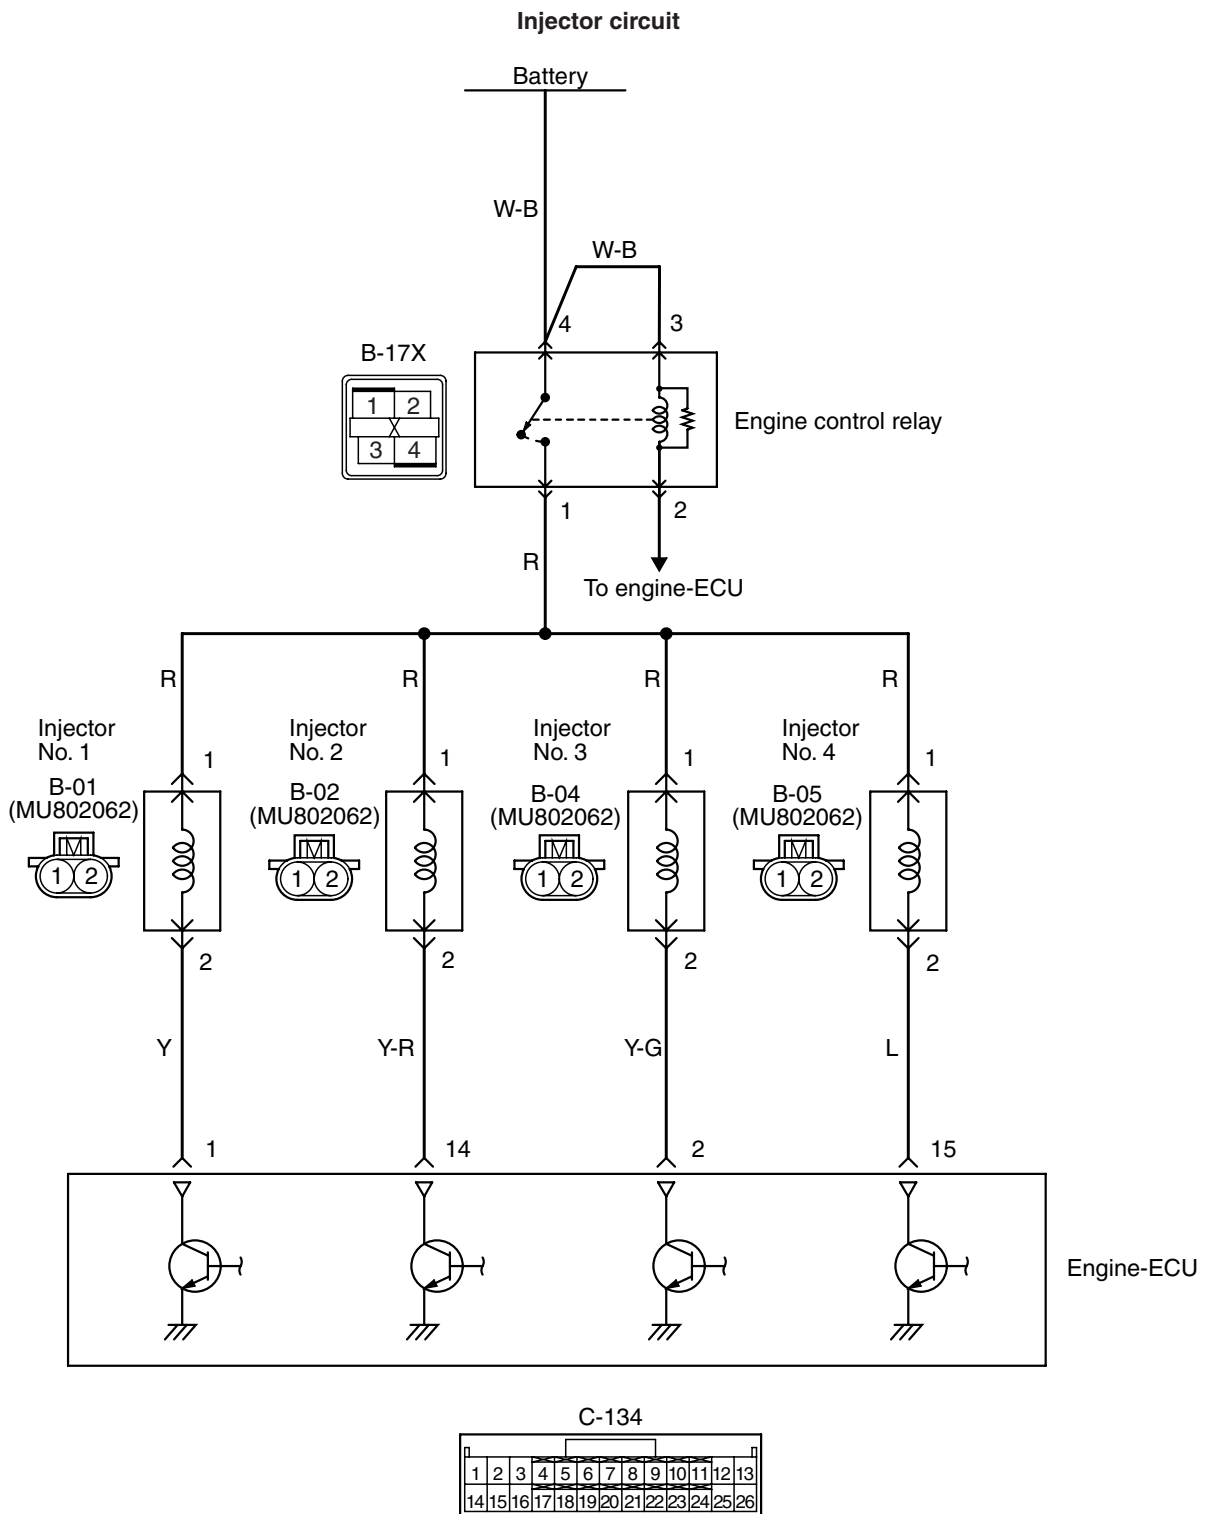 Injector circuit
Battery
W-B
W-B
4 3
B-17X
1 2
3 4
Engine control relay
1 2
R
To engine-ECU
R R R R
Injector No. 1
B-01
(MU802062)
1 2
1
2
Injector No. 2
B-02
(MU802062)
1 2
1
2
Injector No. 3
B-04
(MU802062)
1 2
1
2
Injector No. 4
B-05
(MU802062)
1 2
1
2
Y Y-R Y-G L
1 14 2 15
Engine-ECU
C-134
1 2 3 4 5 6 7 8 9 10 11 12 13
14 15 16 17 18 19 20 21 22 23 24 25 26